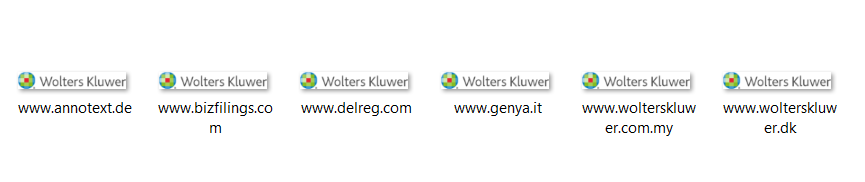 Wolters Kluwer Wolters Kluwer Wolters Kluwer Wolters Kluwer Wolters Kluwer Wolters Kluwer
www.annotext.de www.bizfilings.co www.delreg.com www.genya.it www.wolterskluw www.wolterskluw
m er.com.my er.dk